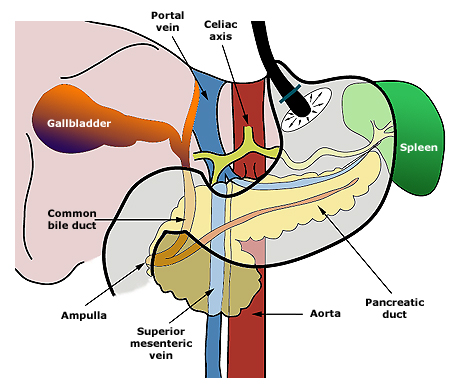 Portal
vein
Celiac
axis
Gallbladder
Spleen
Common
bile duct
Ampulla
Superior
mesenteric
vein
Aorta
Pancreatic
duct